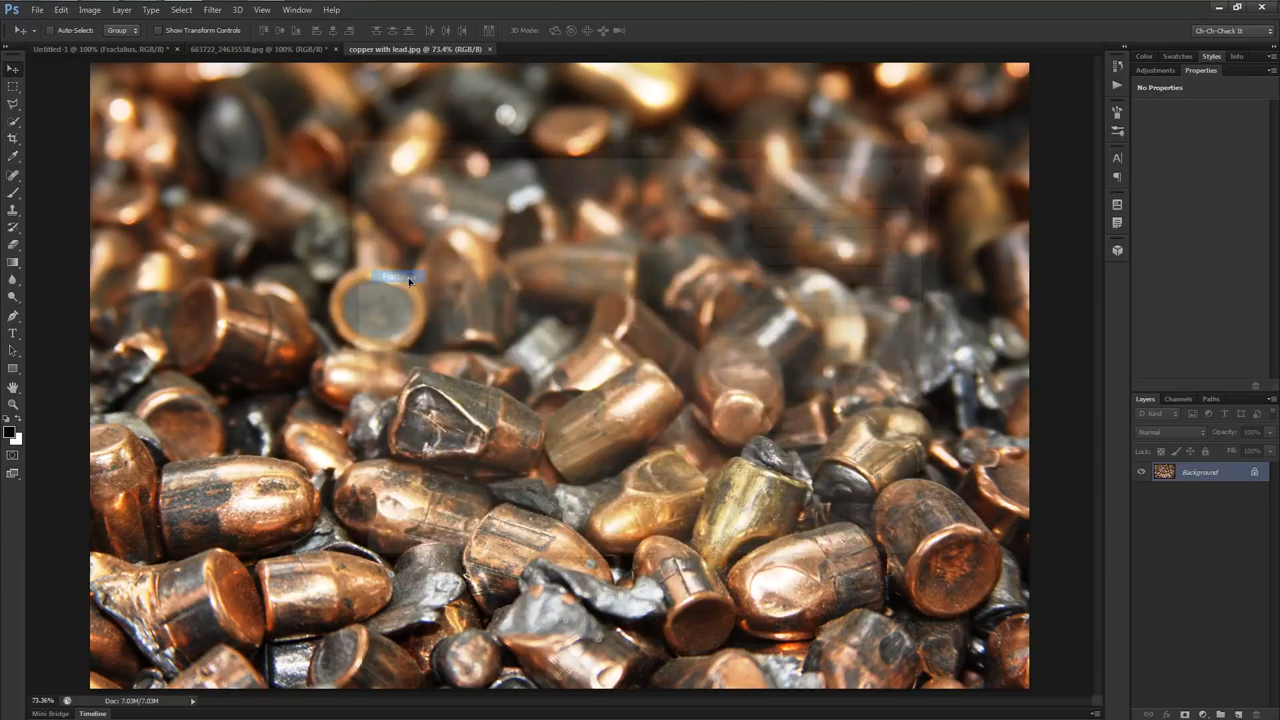 Ps File Edit Image Layer Type Select Filter 3D View Window Help
Auto-Select: Group Show Transform Controls 3D Mode: Ch-Ch-Check It
Untitled-1 @ 100% (Fractalius, RGB/8) * × 663722_24635538.jpg @ 100% (RGB/8) * × copper with lead.jpg @ 73.4% (RGB/8) ×
Color Swatches Styles Info
Adjustments Properties
No Properties
Layers Channels Paths
Kind
Normal Opacity: 100%
Lock: Fill: 100%
Background
73.36% Doc: 7.03M/7.03M
Mini Bridge Timeline